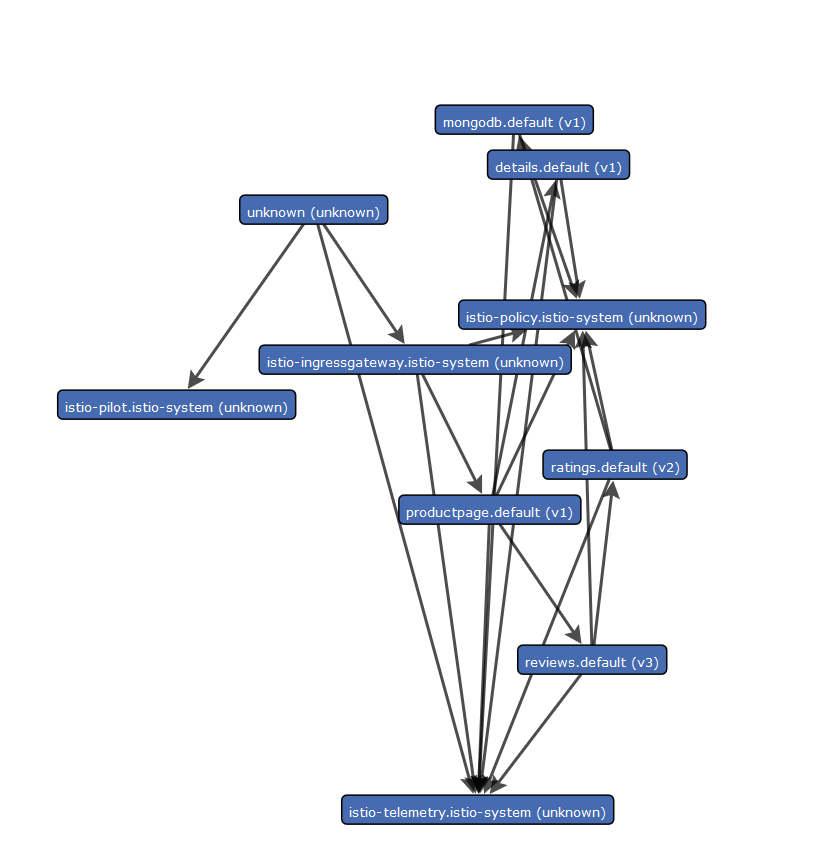 mongodb.default (v1)
details.default (v1)
unknown (unknown)
istio-policy.istio-system (unknown)
istio-ingressgateway.istio-system (unknown)
istio-pilot.istio-system (unknown)
ratings.default (v2)
productpage.default (v1)
reviews.default (v3)
istio-telemetry.istio-system (unknown)